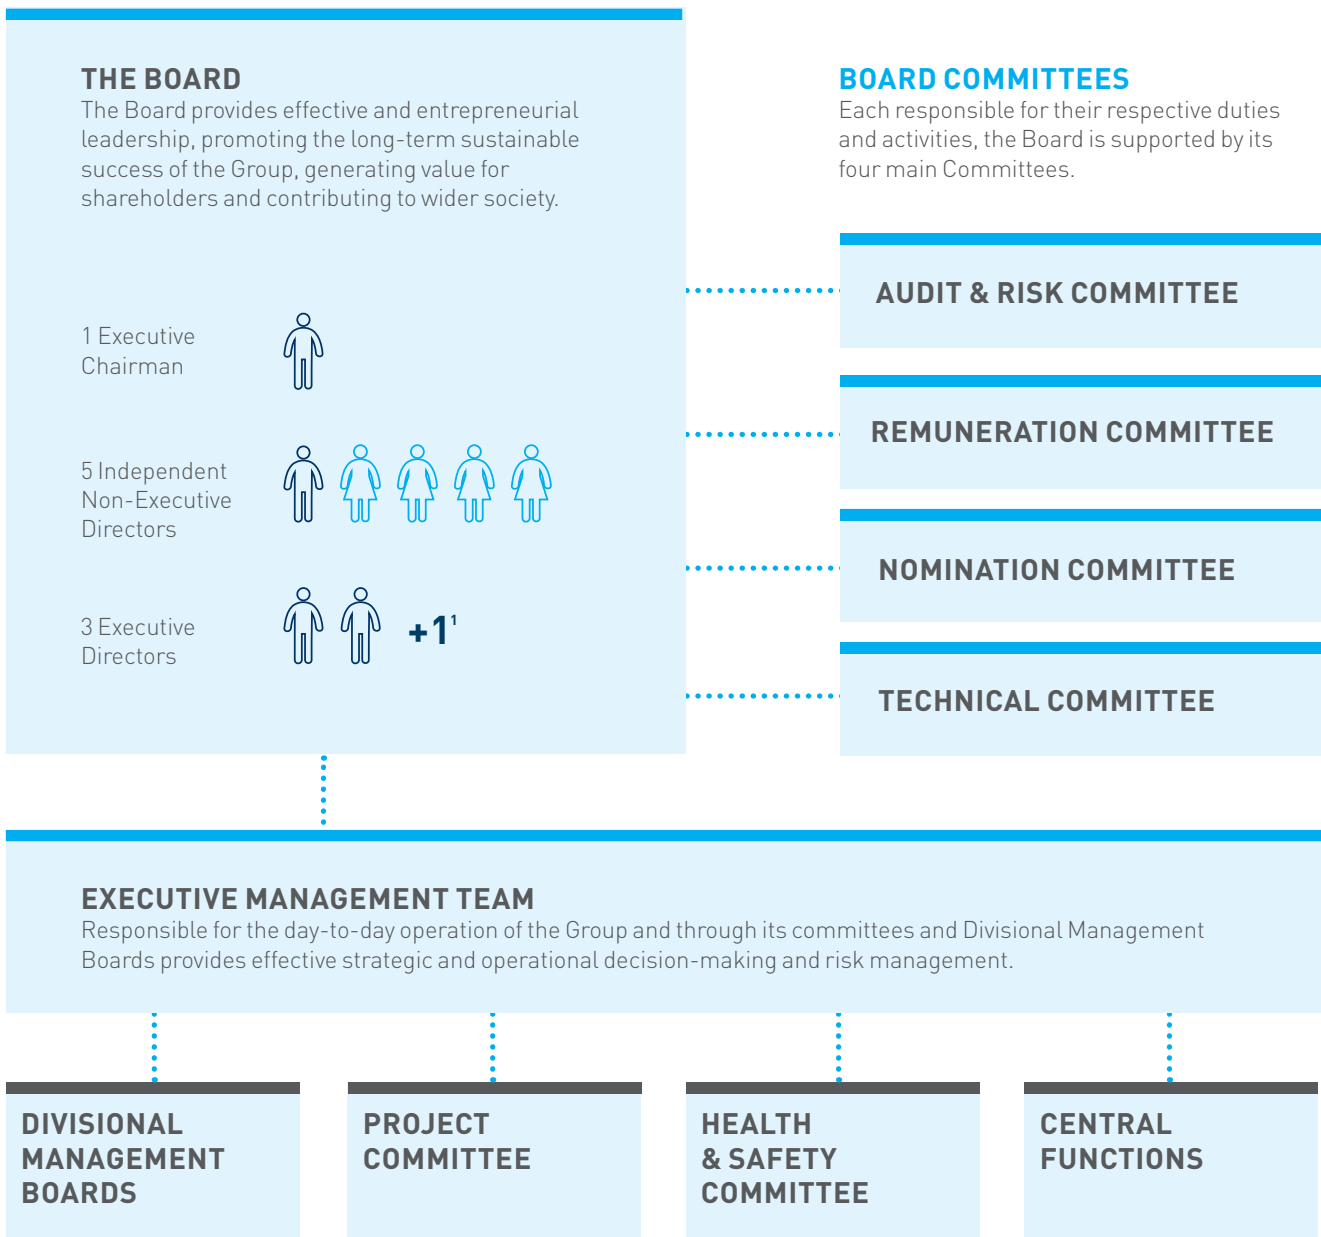 THE BOARD
The Board provides effective and entrepreneurial
leadership, promoting the long-term sustainable
success of the Group, generating value for
shareholders and contributing to wider society.
1 Executive
Chairman
5 Independent
Non-Executive
Directors
3 Executive
Directors
+1¹
BOARD COMMITTEES
Each responsible for their respective duties
and activities, the Board is supported by its
four main Committees.
AUDIT & RISK COMMITTEE
REMUNERATION COMMITTEE
NOMINATION COMMITTEE
TECHNICAL COMMITTEE
EXECUTIVE MANAGEMENT TEAM
Responsible for the day-to-day operation of the Group and through its committees and Divisional Management
Boards provides effective strategic and operational decision-making and risk management.
DIVISIONAL
MANAGEMENT
BOARDS
PROJECT
COMMITTEE
HEALTH
& SAFETY
COMMITTEE
CENTRAL
FUNCTIONS